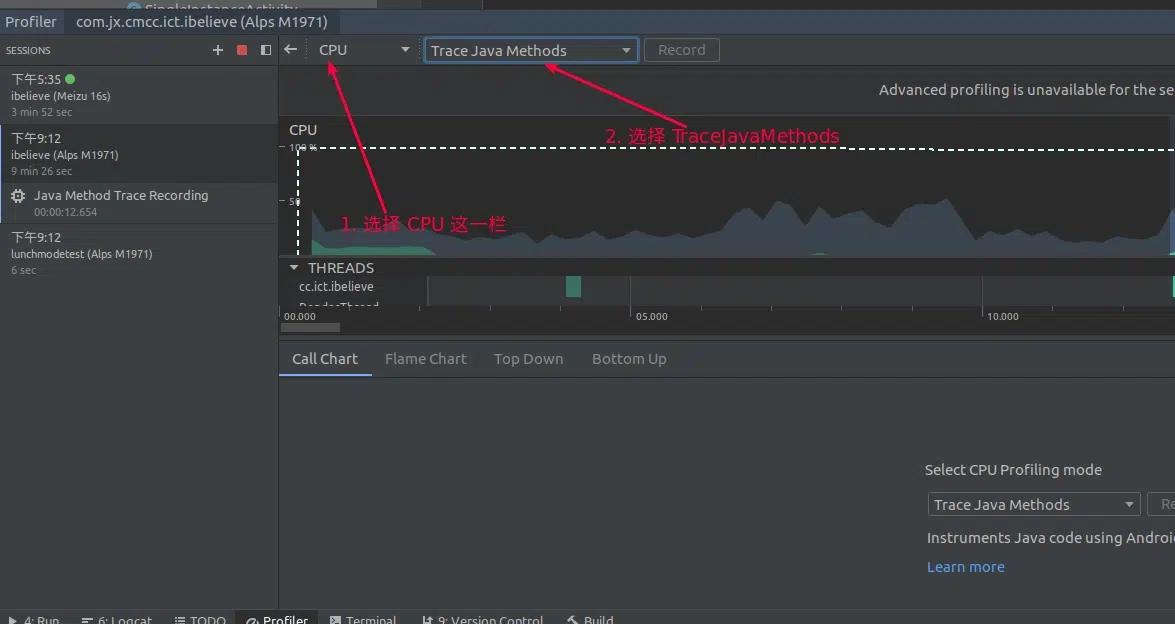 SingleInstanceActivity
Profiler com.jx.cmcc.ict.ibelieve (Alps M1971)
SESSIONS
CPU
Trace Java Methods
Record
下午5:35
ibelieve (Meizu 16s)
3 min 52 sec
Advanced profiling is unavailable for the se
下午9:12
ibelieve (Alps M1971)
9 min 26 sec
Java Method Trace Recording
00:00:12.654
下午9:12
lunchmodetest (Alps M1971)
6 sec
CPU
100 %
50
2. 选择 TraceJavaMethods
1. 选择 CPU 这一栏
THREADS
cc.ict.ibelieve
RenderThread
00.000
05.000
10.000
Call Chart Flame Chart Top Down Bottom Up
Select CPU Profiling mode
Trace Java Methods
Re
Instruments Java code using Androi
Learn more
4: Run 6: Logcat TODO Profiler Terminal 9: Version Control Build